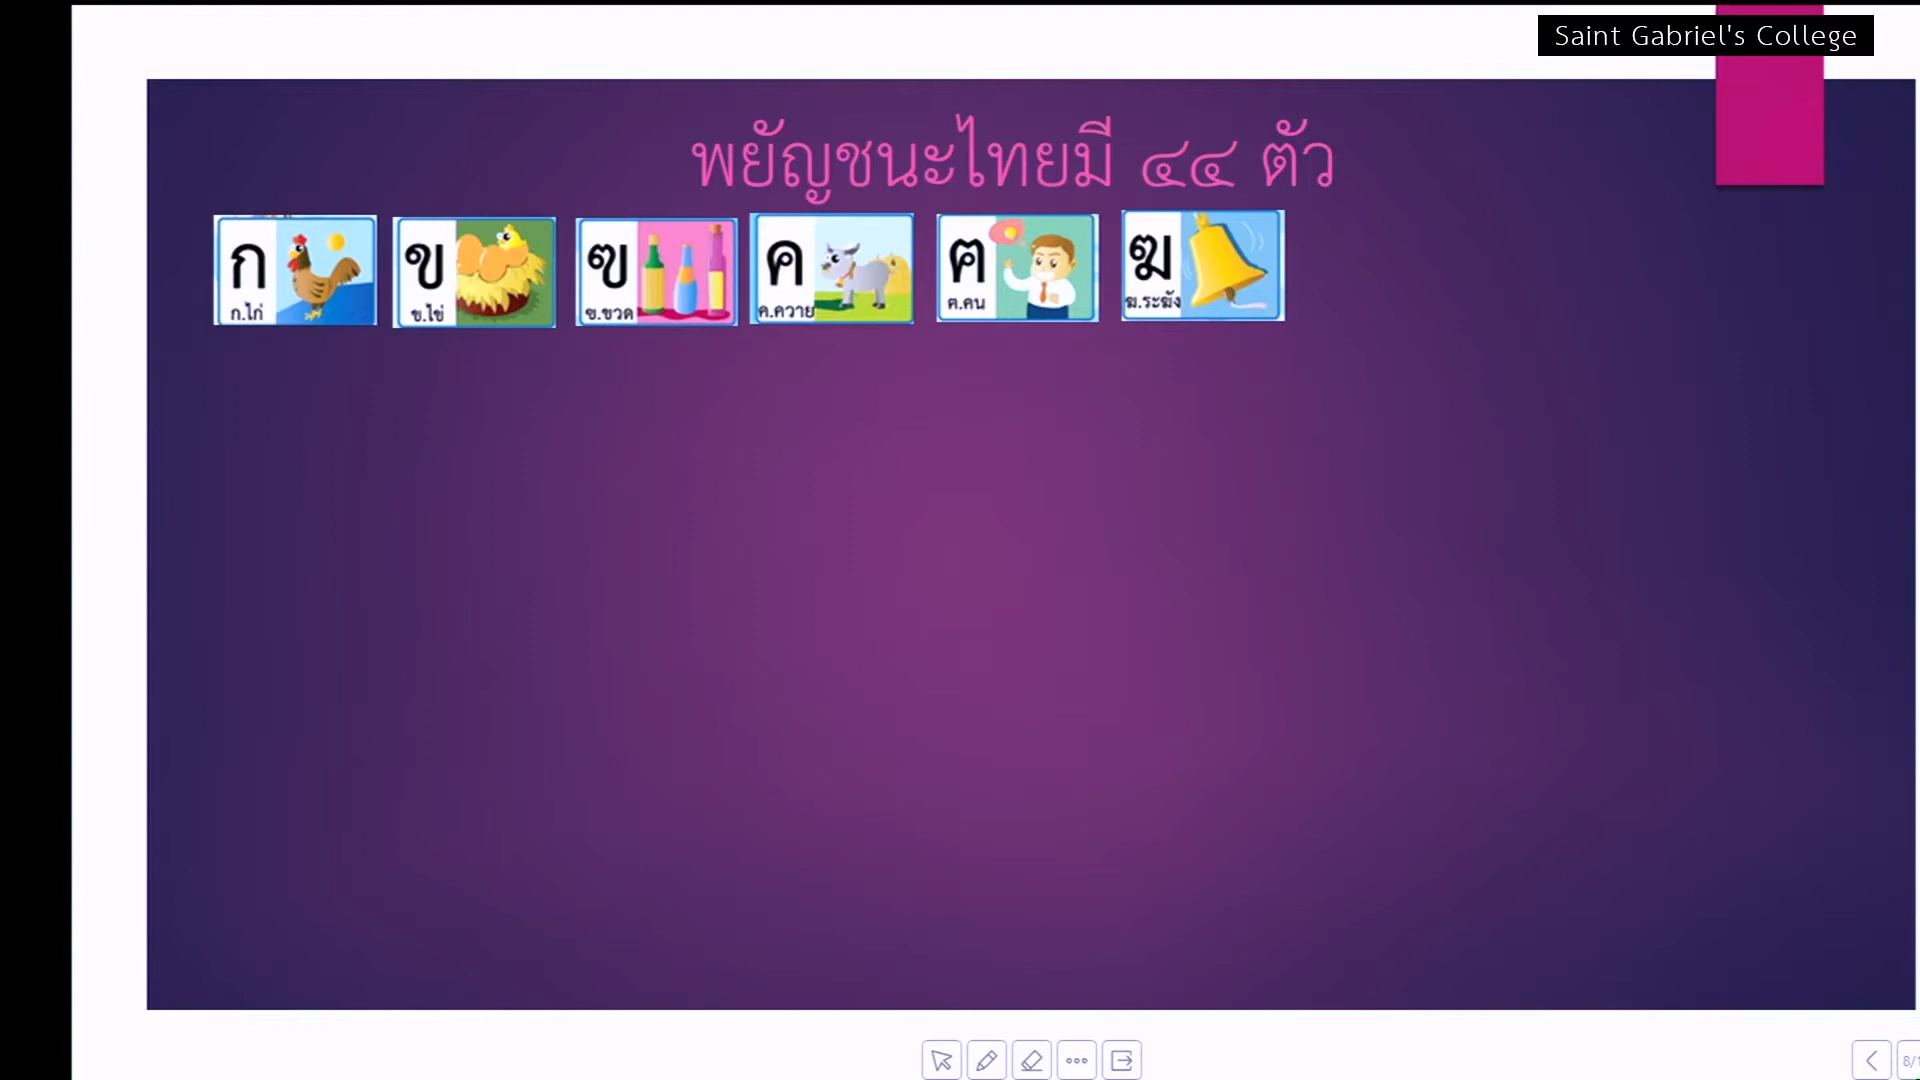 Saint Gabriel's College
พยัญชนะไทยมี ๔๔ ตัว
ก ข ฃ ค ฅ ฆ
ก.ไก่ ข.ไข่ ฃ.ขวด ค.ควาย ฅ.คน ฆ.ระฆัง